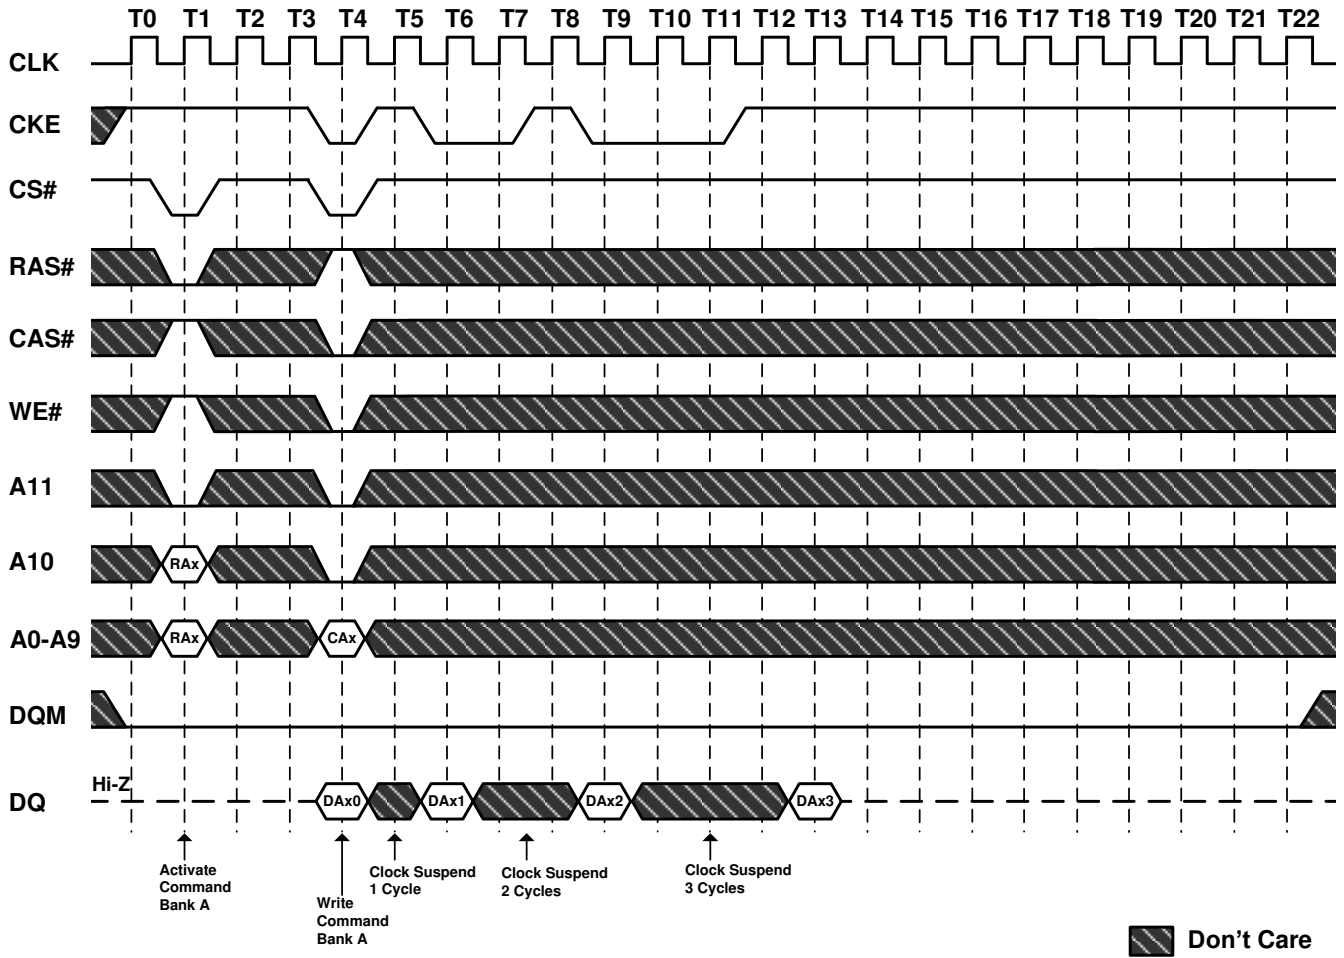 T0 T1 T2 T3 T4 T5 T6 T7 T8 T9 T10 T11 T12 T13 T14 T15 T16 T17 T18 T19 T20 T21 T22
CLK
CKE
CS#
RAS#
CAS#
WE#
A11
A10 RAx
A0-A9 RAx CAx
DQM
Hi-Z
DQ DAx0 DAx1 DAx2 DAx3
Activate
Command
Bank A
Write
Command
Bank A
Clock Suspend
1 Cycle
Clock Suspend
2 Cycles
Clock Suspend
3 Cycles
Don't Care